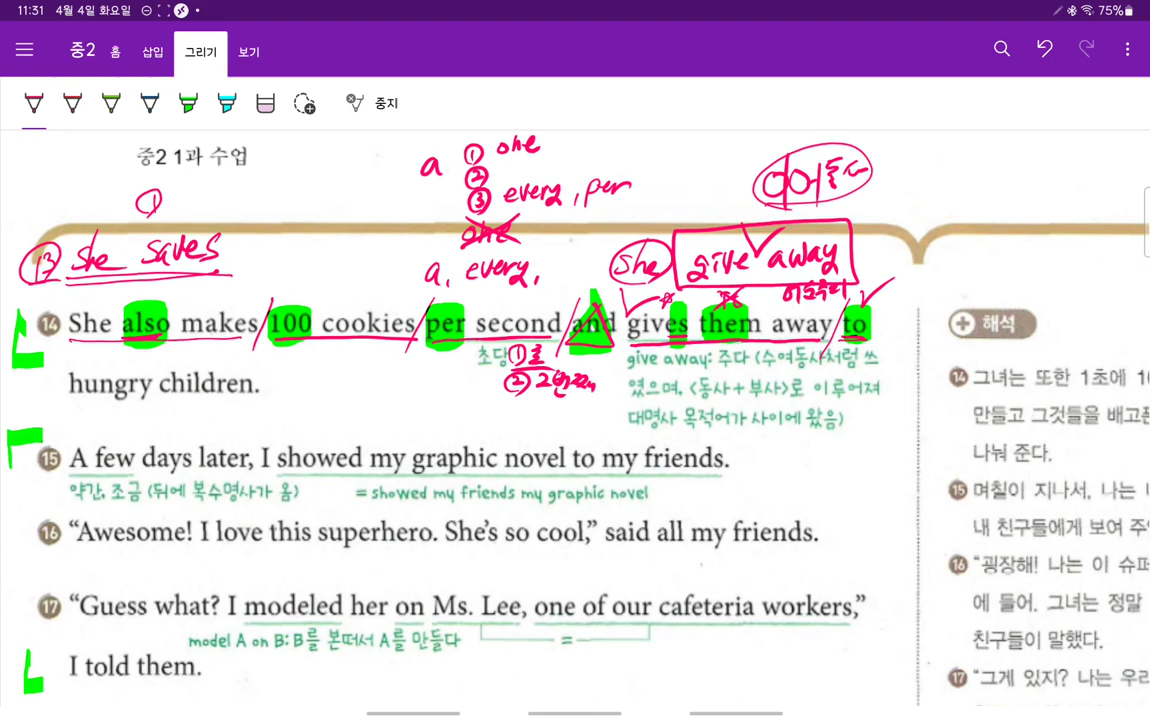 11:31 4월 4일 화요일 75%
중2 홈 삽입 그리기 보기
중지
중2 1과 수업
a ① she
②
③ every, per
이어동사
①
13 She saves
a, every,
she give away
이어동사
⑭ She also makes / 100 cookies / per second / and gives them away / to
초당
①로
② 2번째
give away: 주다 (수여동사처럼 쓰
였으며, <동사+부사>로 이루어져
대명사 목적어가 사이에 왔음)
hungry children.
⑮ A few days later, I showed my graphic novel to my friends.
약간, 조금 (뒤에 복수명사가 옴) = showed my friends my graphic novel
⑯ “Awesome! I love this superhero. She’s so cool,” said all my friends.
⑰ “Guess what? I modeled her on Ms. Lee, one of our cafeteria workers,”
model A on B: B를 본떠서 A를 만들다 =
I told them.
해석
⑭ 그녀는 또한 1초에 10
만들고 그것들을 배고픈
나눠 준다.
⑮ 며칠이 지나서, 나는 
내 친구들에게 보여 주었
⑯ “굉장해! 나는 이 슈퍼
에 들어. 그녀는 정말
친구들이 말했다.
⑰ “그게 있지? 나는 우리